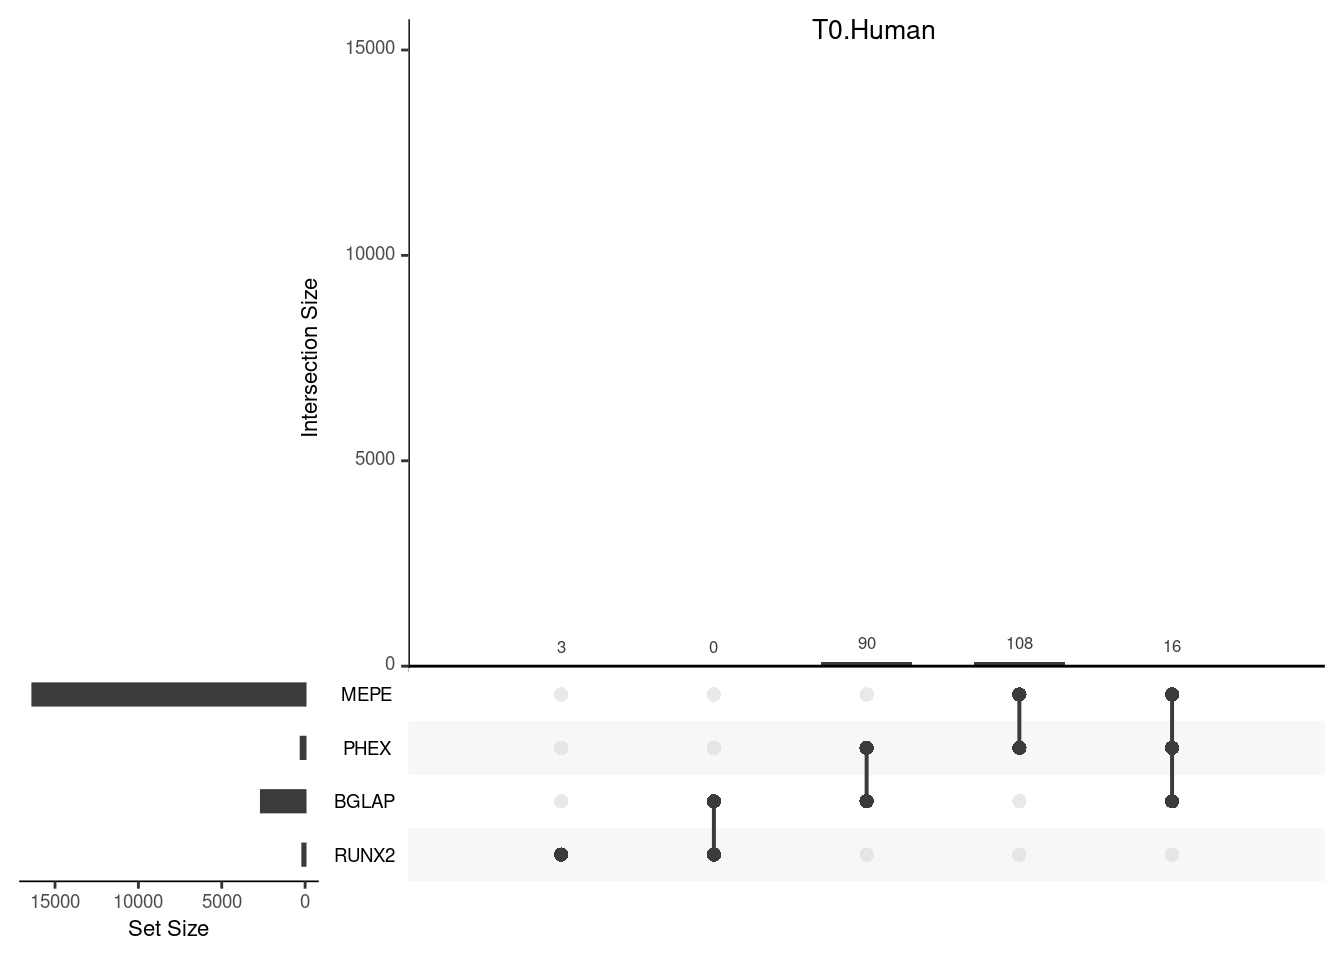 T0.Human
15000
10000
5000
0
Intersection Size
3 0 90 108 16
MEPE
PHEX
BGLAP
RUNX2
15000 10000 5000 0
Set Size